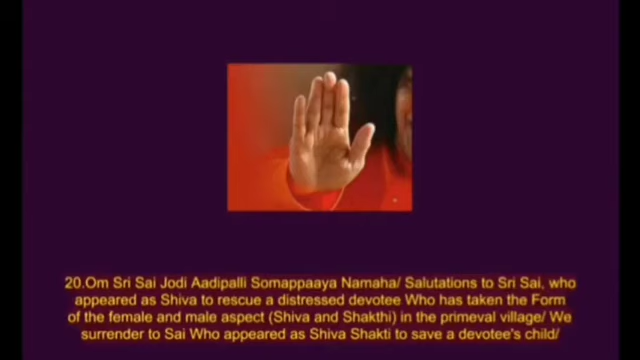 20.Om Sri Sai Jodi Aadipalli Somappaaya Namaha/ Salutations to Sri Sai, who
appeared as Shiva to rescue a distressed devotee Who has taken the Form
of the female and male aspect (Shiva and Shakthi) in the primeval village/ We
surrender to Sai Who appeared as Shiva Shakti to save a devotee's child/